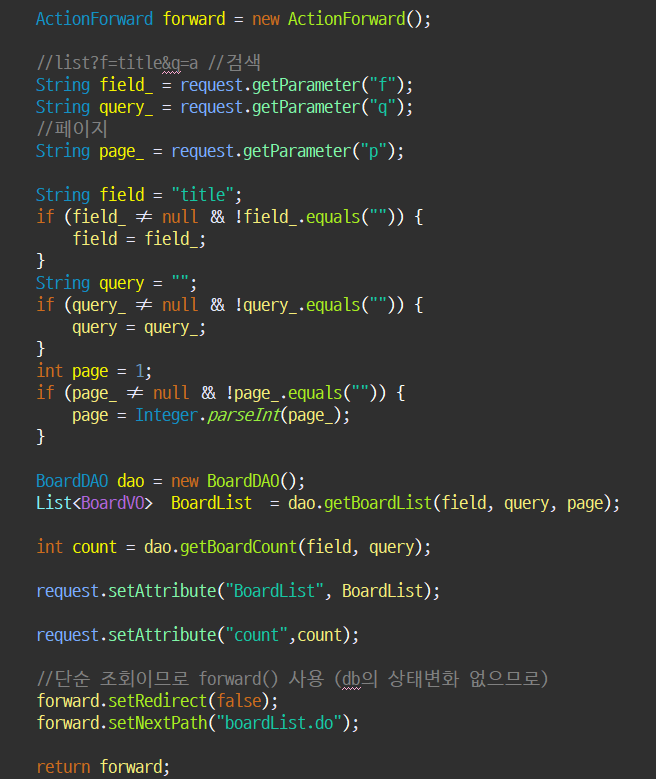 ActionForward forward = new ActionForward();
//list?f=title&q=a //검색
String field_ = request.getParameter("f");
String query_ = request.getParameter("q");
//페이지
String page_ = request.getParameter("p");
String field = "title";
if (field_ ≠ null && !field_.equals("")) {
field = field_;
}
String query = "";
if (query_ ≠ null && !query_.equals("")) {
query = query_;
}
int page = 1;
if (page_ ≠ null && !page_.equals("")) {
page = Integer.parseInt(page_);
}
BoardDAO dao = new BoardDAO();
List<BoardVO>  BoardList  = dao.getBoardList(field, query, page);
int count = dao.getBoardCount(field, query);
request.setAttribute("BoardList", BoardList);
request.setAttribute("count",count);
//단순 조회이므로 forward() 사용 (db의 상태변화 없으므로)
forward.setRedirect(false);
forward.setNextPath("boardList.do");
return forward;